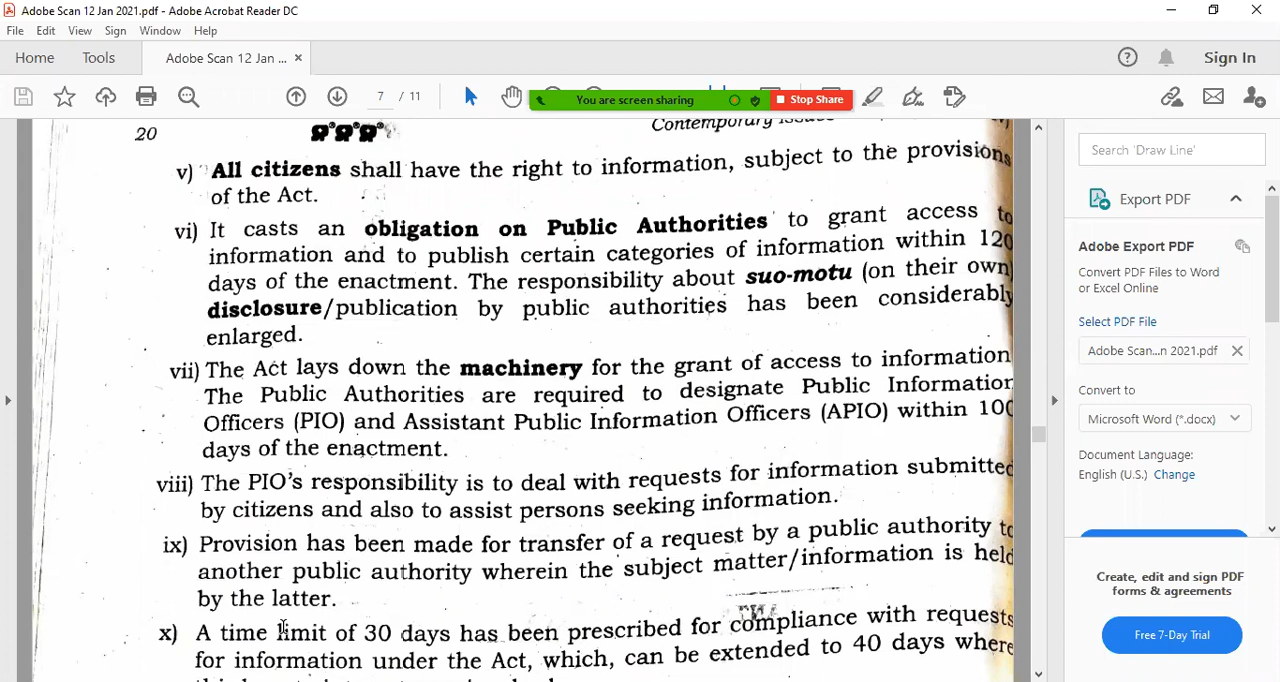 Adobe Scan 12 Jan 2021.pdf - Adobe Acrobat Reader DC
File Edit View Sign Window Help
Home Tools Adobe Scan 12 Jan ... × Sign In
7 / 11
You are screen sharing Stop Share
20 Contemporary
v) All citizens shall have the right to information, subject to the provisions
of the Act.
vi) It casts an obligation on Public Authorities to grant access to
information and to publish certain categories of information within 120
days of the enactment. The responsibility about suo-motu (on their own)
disclosure/publication by public authorities has been considerably
enlarged.
vii) The Act lays down the machinery for the grant of access to information
The Public Authorities are required to designate Public Information
Officers (PIO) and Assistant Public Information Officers (APIO) within 100
days of the enactment.
viii) The PIO's responsibility is to deal with requests for information submitted
by citizens and also to assist persons seeking information.
ix) Provision has been made for transfer of a request by a public authority to
another public authority wherein the subject matter/information is held
by the latter.
x) A time limit of 30 days has been prescribed for compliance with requests
for information under the Act, which, can be extended to 40 days where
Search 'Draw Line'
Export PDF
Adobe Export PDF
Convert PDF Files to Word
or Excel Online
Select PDF File
Adobe Scan...n 2021.pdf ×
Convert to
Microsoft Word (*.docx)
Document Language:
English (U.S.) Change
Create, edit and sign PDF
forms & agreements
Free 7-Day Trial